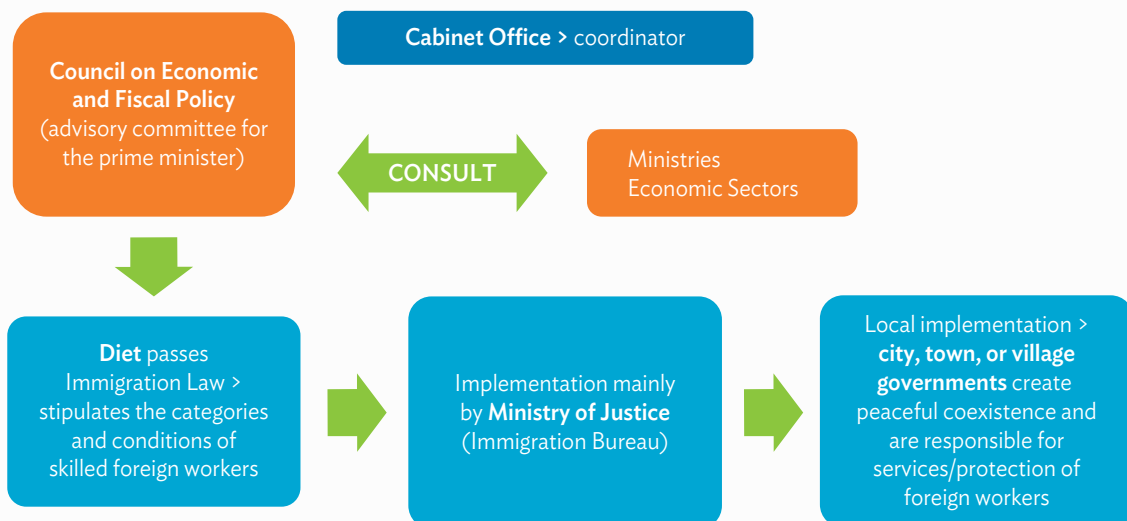 Council on Economic
and Fiscal Policy
(advisory committee for
the prime minister)
Cabinet Office > coordinator
CONSULT
Ministries
Economic Sectors
Diet passes
Immigration Law >
stipulates the categories
and conditions of
skilled foreign workers
Implementation mainly
by Ministry of Justice
(Immigration Bureau)
Local implementation >
city, town, or village
governments create
peaceful coexistence and
are responsible for
services/protection of
foreign workers